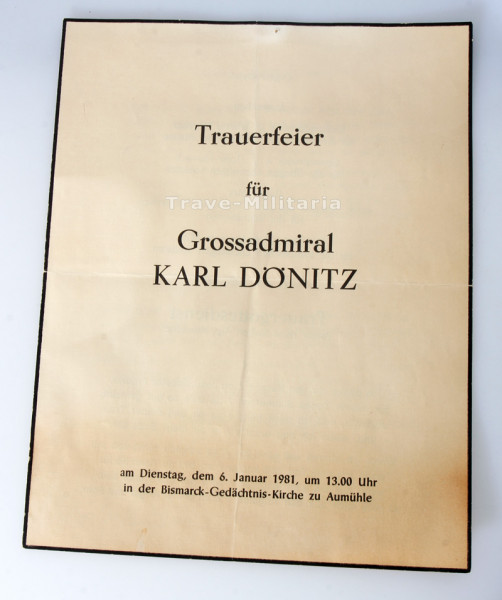 Trauerfeier
für
Trave-Militaria
Grossadmiral
KARL DÖNITZ
am Dienstag, dem 6. Januar 1981, um 13.00 Uhr
in der Bismarck-Gedächtnis-Kirche zu Aumühle